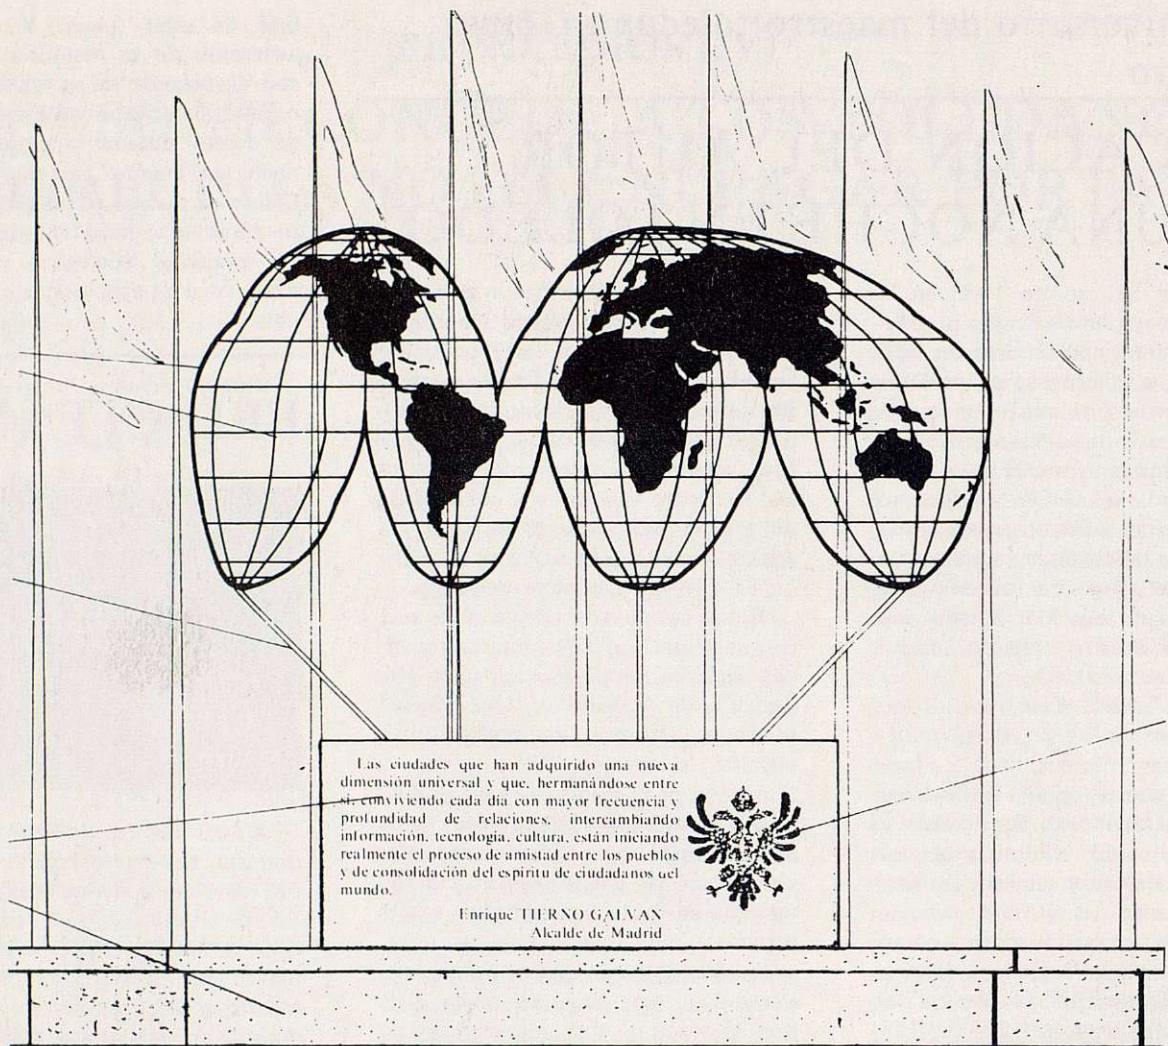 Las ciudades que han adquirido una nueva
dimensión universal y que, hermanándose entre
sí, conviviendo cada día con mayor frecuencia y
profundidad de relaciones, intercambiando
información, tecnología, cultura, están iniciando
realmente el proceso de amistad entre los pueblos
y de consolidación del espíritu de ciudadanos del
mundo.
Enrique TIERNO GALVAN
Alcalde de Madrid